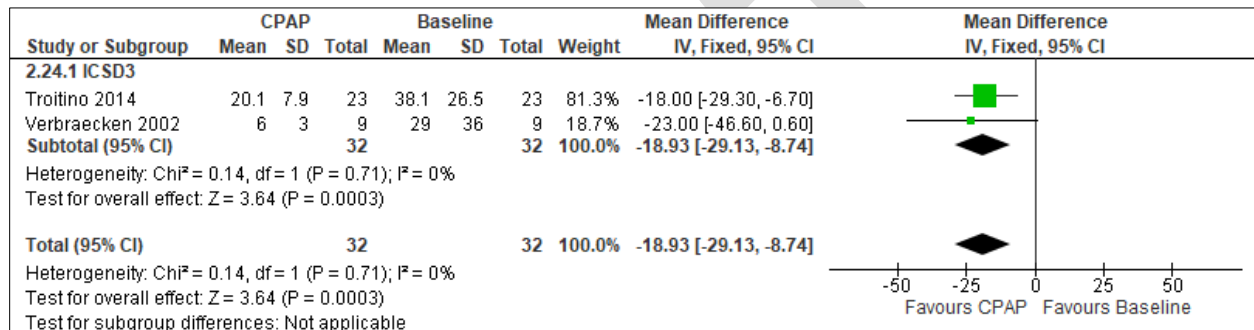 CPAP Baseline Mean Difference Mean Difference
Study or Subgroup Mean SD Total Mean SD Total Weight IV, Fixed, 95% CI IV, Fixed, 95% CI
2.24.1 ICSD3
Troitino 2014 20.1 7.9 23 38.1 26.5 23 81.3% -18.00 [-29.30, -6.70]
Verbraecken 2002 6 3 9 29 36 9 18.7% -23.00 [-46.60, 0.60]
Subtotal (95% CI) 32 32 100.0% -18.93 [-29.13, -8.74]
Heterogeneity: Chi² = 0.14, df = 1 (P = 0.71); I² = 0%
Test for overall effect: Z = 3.64 (P = 0.0003)
Total (95% CI) 32 32 100.0% -18.93 [-29.13, -8.74]
Heterogeneity: Chi² = 0.14, df = 1 (P = 0.71); I² = 0%
Test for overall effect: Z = 3.64 (P = 0.0003)
Test for subgroup differences: Not applicable
-50 -25 0 25 50
Favours CPAP Favours Baseline